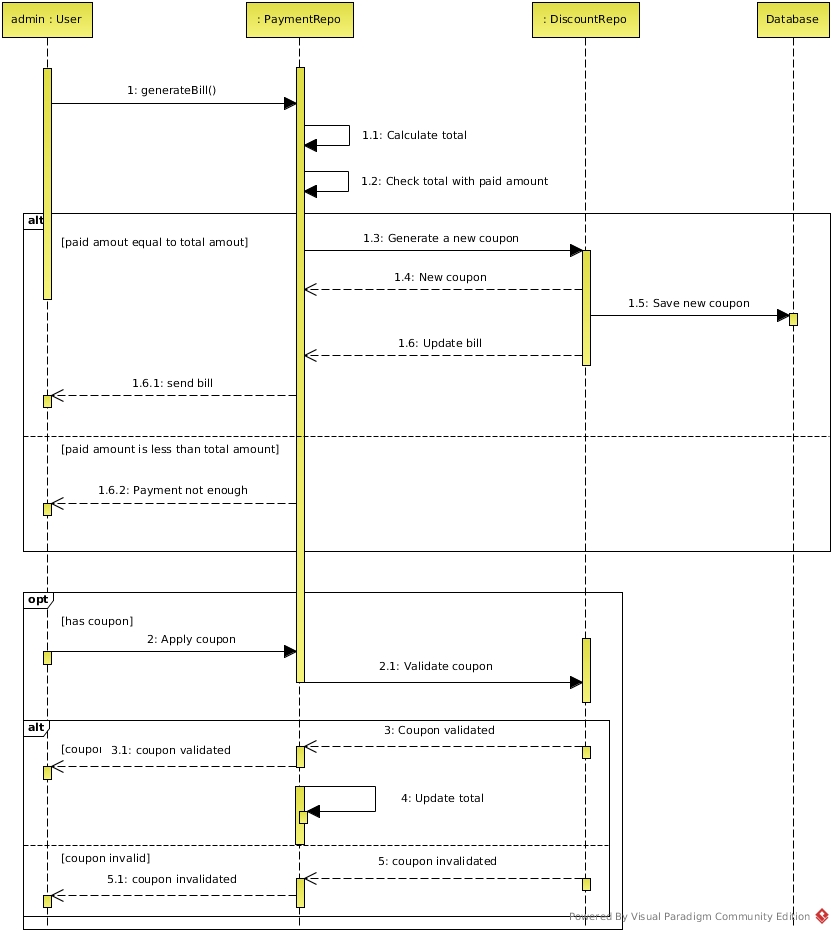 admin : User
: PaymentRepo
: DiscountRepo
Database
1: generateBill()
1.1: Calculate total
1.2: Check total with paid amount
alt
[paid amout equal to total amout]
1.3: Generate a new coupon
1.4: New coupon
1.5: Save new coupon
1.6: Update bill
1.6.1: send bill
[paid amount is less than total amount]
1.6.2: Payment not enough
opt
[has coupon]
2: Apply coupon
2.1: Validate coupon
alt
3: Coupon validated
3.1: coupon validated
4: Update total
[coupon invalid]
5: coupon invalidated
5.1: coupon invalidated
Powered By Visual Paradigm Community Edition